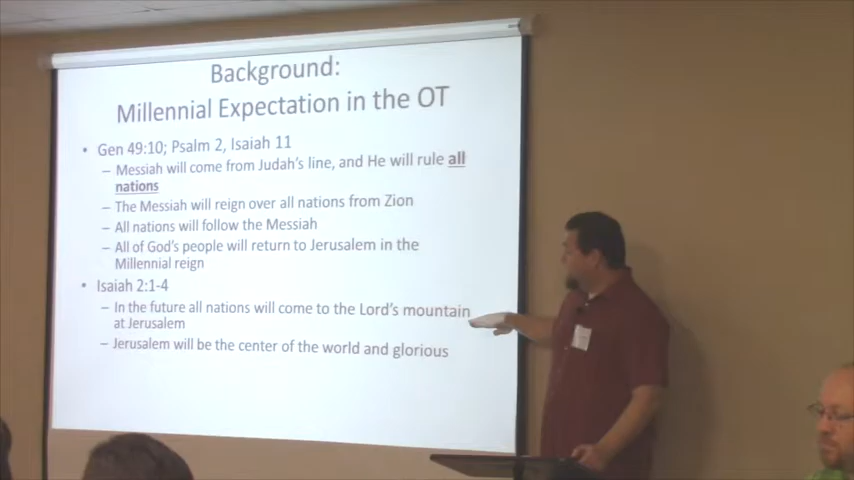 Background:
Millennial Expectation in the OT
• Gen 49:10; Psalm 2, Isaiah 11
– Messiah will come from Judah's line, and He will rule all
nations
– The Messiah will reign over all nations from Zion
– All nations will follow the Messiah
– All of God's people will return to Jerusalem in the
Millennial reign
• Isaiah 2:1-4
– In the future all nations will come to the Lord's mountain
at Jerusalem
– Jerusalem will be the center of the world and glorious